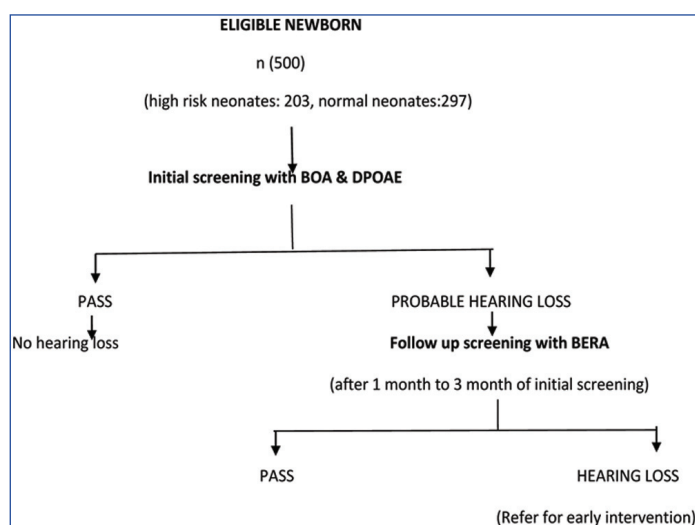 ELIGIBLE NEWBORN
n (500)
(high risk neonates: 203, normal neonates:297)
Initial screening with BOA & DPOAE
PASS
PROBABLE HEARING LOSS
No hearing loss
Follow up screening with BERA
(after 1 month to 3 month of initial screening)
PASS
HEARING LOSS
(Refer for early intervention)